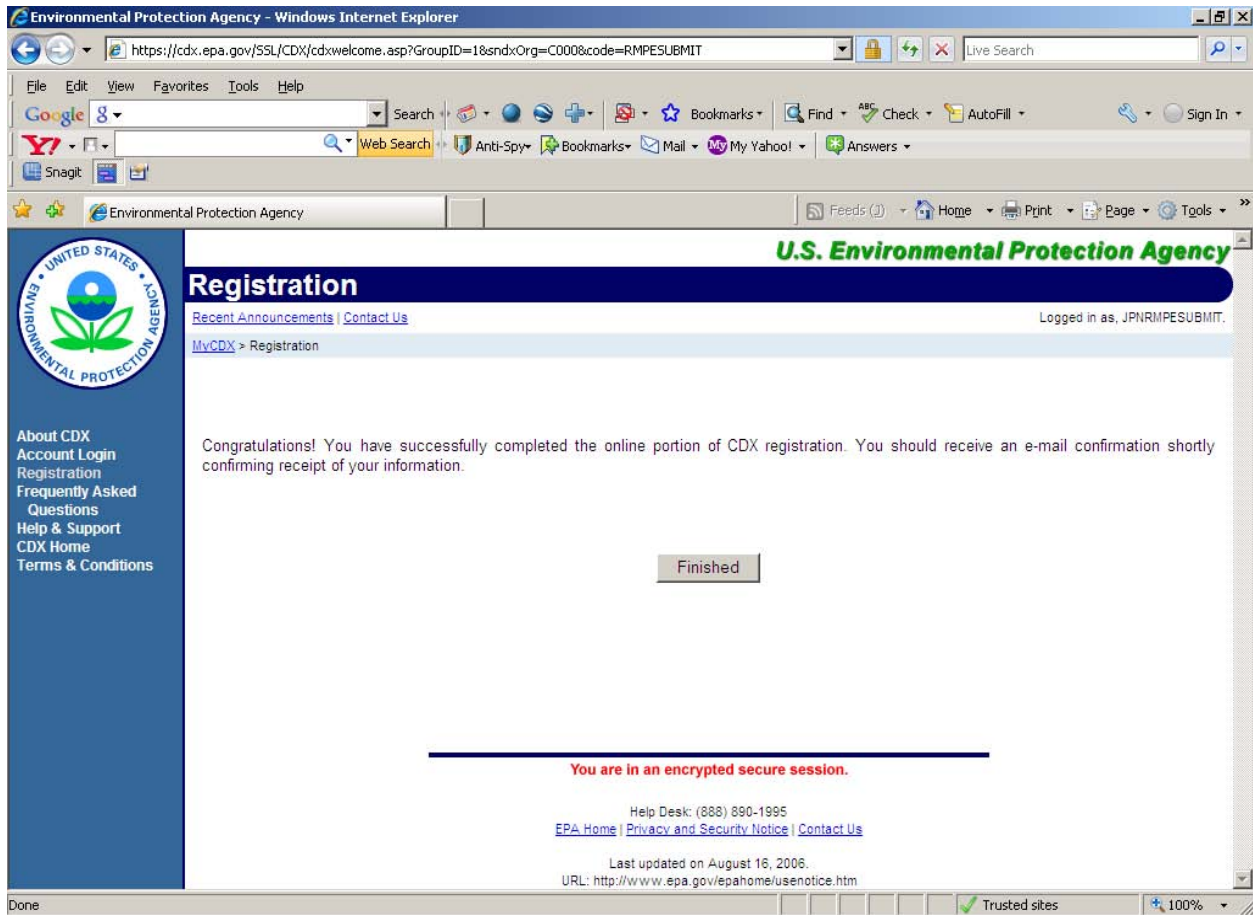 Environmental Protection Agency - Windows Internet Explorer
https://cdx.epa.gov/SSL/CDX/cdxwelcome.asp?GroupID=1&sndxOrg=C000&code=RMPESUBMIT
Live Search
File Edit View Favorites Tools Help
Google Search Bookmarks Find Check AutoFill Sign In
Y! Web Search Anti-Spy Bookmarks Mail My Yahoo! Answers
Snagit
Environmental Protection Agency Feeds (J) Home Print Page Tools
UNITED STATES
ENVIRONMENTAL PROTECTION AGENCY
U.S. Environmental Protection Agency
Registration
Recent Announcements | Contact Us Logged in as, JPNRMPESUBMIT.
MyCDX > Registration
About CDX
Account Login
Registration
Frequently Asked
Questions
Help & Support
CDX Home
Terms & Conditions
Congratulations! You have successfully completed the online portion of CDX registration. You should receive an e-mail confirmation shortly
confirming receipt of your information.
Finished
You are in an encrypted secure session.
Help Desk: (888) 890-1995
EPA Home | Privacy and Security Notice | Contact Us
Last updated on August 16, 2006.
URL: http://www.epa.gov/epahome/usenotice.htm
Done Trusted sites 100%